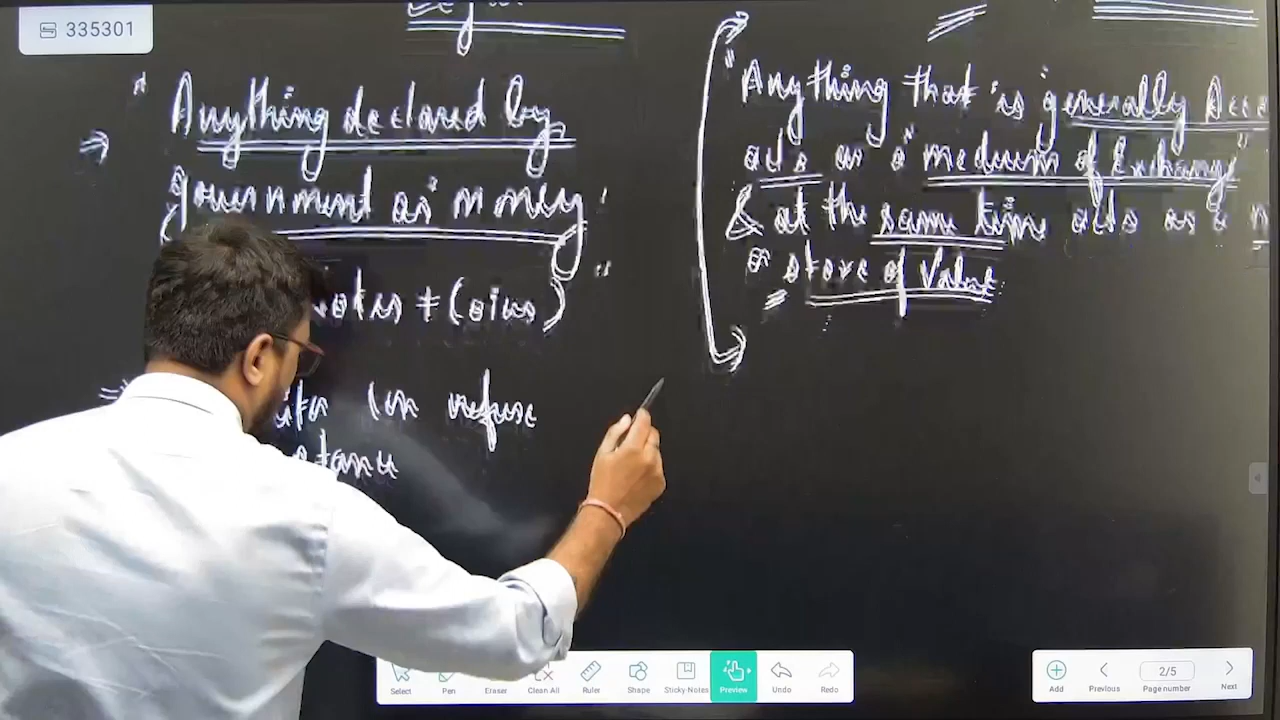 335301
"Anything declared by
government as money
Notes + Coins)
can refuse
"Anything that is generally
acts as a "medium of Exchange"
& at the same time acts as a
a store of Value
Select Pen Eraser Clean All Ruler Shape Sticky-Notes Preview Undo Redo
Add Previous 2/5 Page number Next